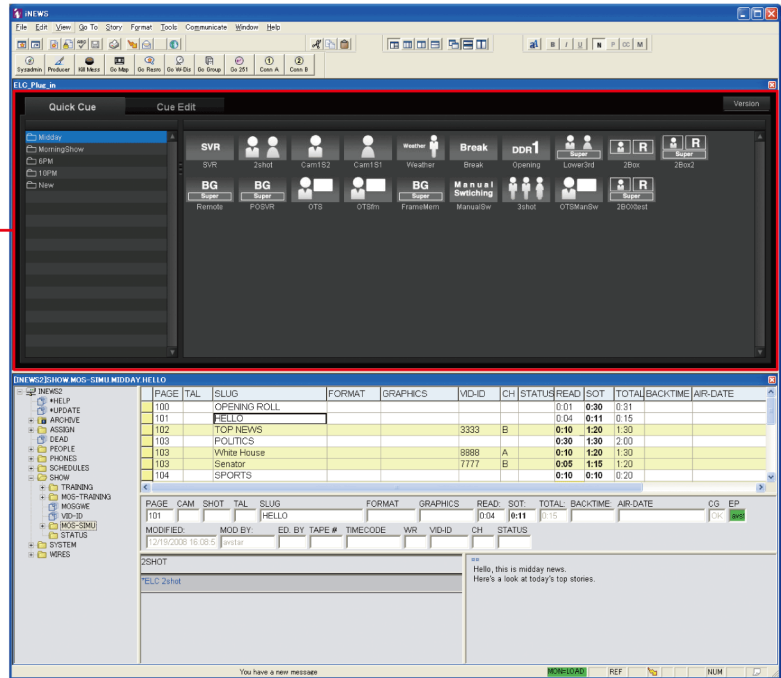 iNEWS
File Edit View Go To Story Format Tools Communicate Window Help
B I U N P CC M
Sysadmin Producer Kill Mess Go Map Go Resro Go W-Dis Go Group Go 251 Conn A Conn B
ELC_Plug_in
Quick Cue Cue Edit Version
Midday
MorningShow
6PM
10PM
New
SVR Weather Break DDR1 Super R R Super
SVR 2shot Cam1S2 Cam1S1 Weather Break Opening Lower3rd 2Box 2Box2
BG Super BG Super BG Super Manual Swtiching R Super
Remote POSVR OTS OTSfm FrameMem ManualSw 3shot OTSManSw 2BOXtest
[INEWS2]SHOW.MOS-SIMU.MIDDAY.HELLO
INEWS2
*HELP
*UPDATE
ARCHIVE
ASSIGN
DEAD
PEOPLE
PHONES
SCHEDULES
SHOW
TRAINING
MOS-TRAINING
MOSGWE
VID-ID
MOS-SIMU
STATUS
SYSTEM
WIRES
PAGE TAL SLUG FORMAT GRAPHICS VID-ID CH STATUS READ SOT TOTAL BACKTIME AIR-DATE
100 OPENING ROLL 0:01 0:30 0:31
101 HELLO 0:04 0:11 0:15
102 TOP NEWS 3333 B 0:10 1:20 1:30
103 POLITICS 0:30 1:30 2:00
103 White House 8888 A 0:10 1:20 1:30
103 Senator 7777 B 0:05 1:15 1:20
104 SPORTS 0:10 0:10 0:20
PAGE CAM SHOT TAL SLUG FORMAT GRAPHICS READ: SOT: TOTAL: BACKTIME: AIR-DATE CG EP
101 HELLO 0:04 0:11 0:15 OK avst
MODIFIED: MOD BY: ED. BY TAPE # TIMECODE WR VID-ID CH STATUS
12/19/2008 16:08:5 avstar
2SHOT
*ELC 2shot
Hello, this is midday news.
Here's a look at today's top stories.
You have a new message MON=LOAD REF NUM